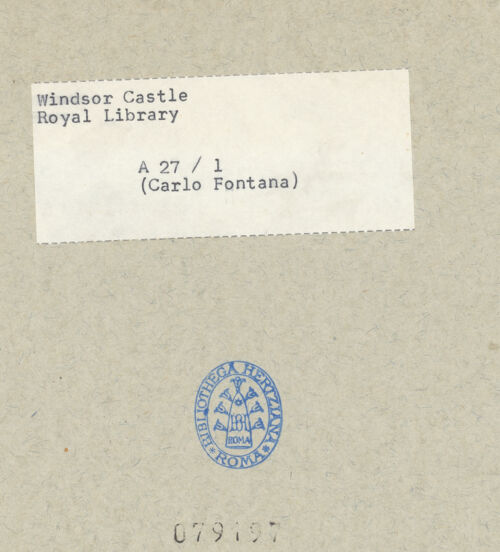 Windsor Castle
Royal Library
A 27 / 1
(Carlo Fontana)
BIBLIOTHECA HERTZIANA
ROMA
* ROMA *
079197